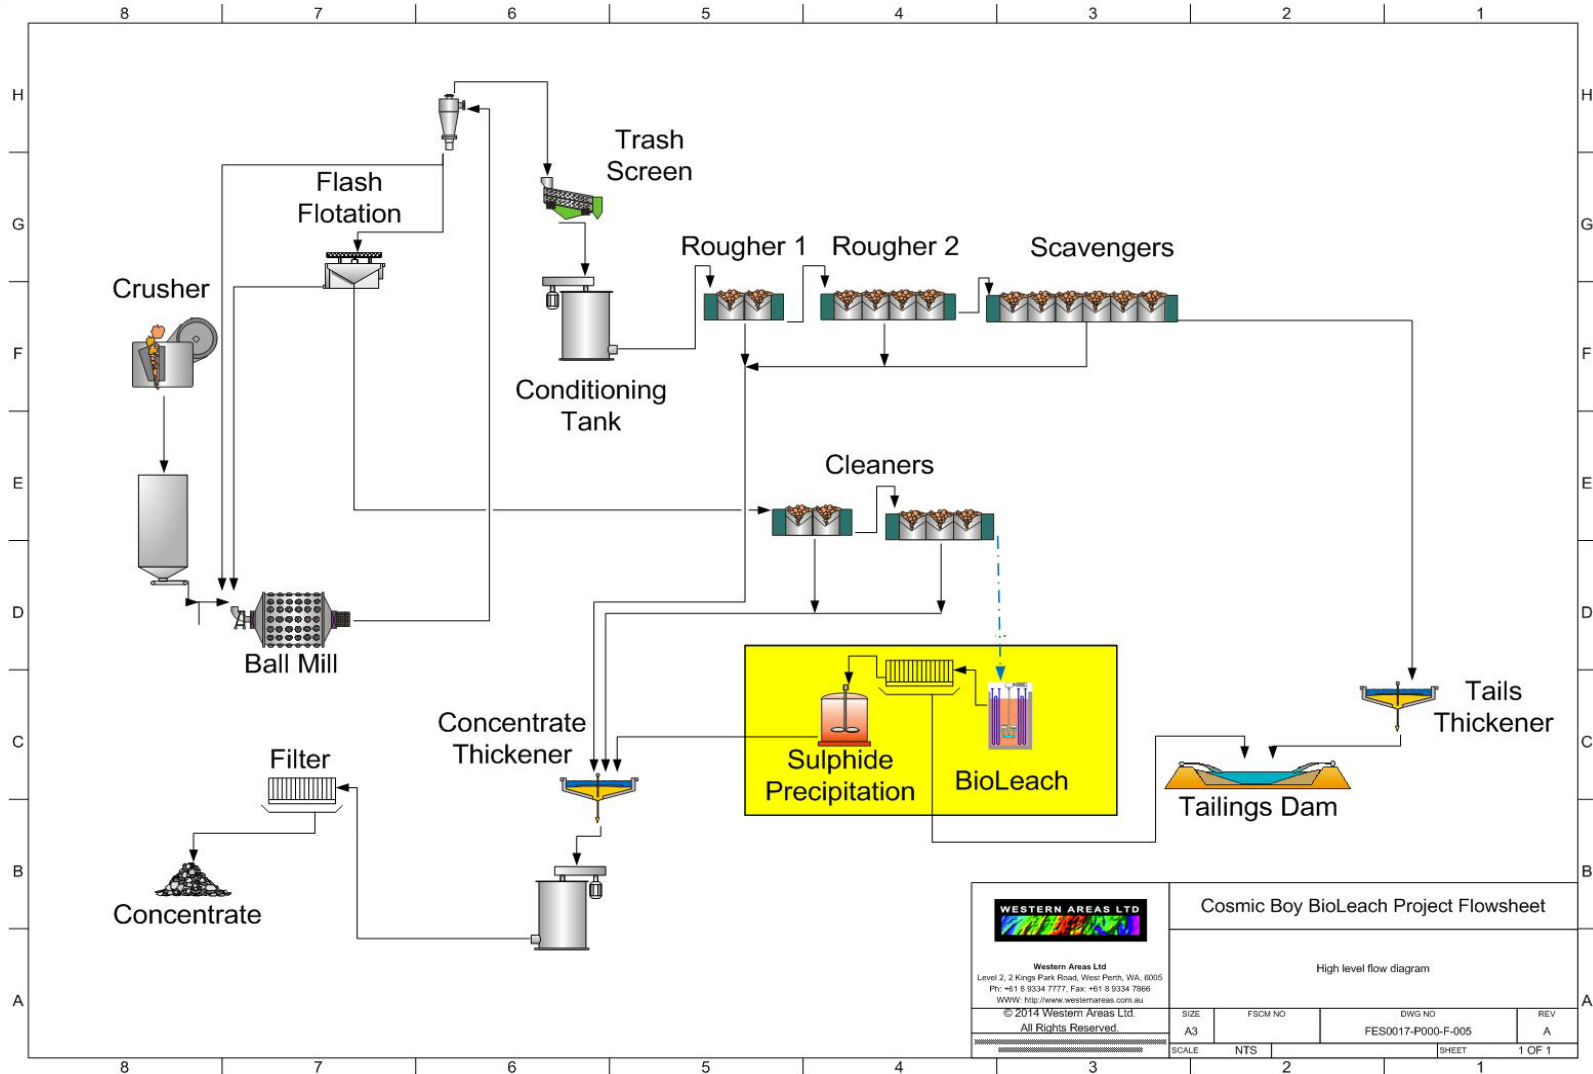 8 7 6 5 4 3 2 1
H H
Trash
Screen
Flash
Flotation
G G
Rougher 1 Rougher 2 Scavengers
Crusher
F F
Conditioning
Tank
Cleaners
E E
D D
Ball Mill
Tails
Thickener
Concentrate
Thickener
C C
Filter
Sulphide
Precipitation
BioLeach
Tailings Dam
B B
Concentrate
WESTERN AREAS LTD
Cosmic Boy BioLeach Project Flowsheet
Western Areas Ltd
Level 2, 2 Kings Park Road, West Perth, WA, 6005
Ph: +61 8 9334 7777, Fax: +61 8 9334 7866
WWW: http://www.westernareas.com.au
High level flow diagram
A A
© 2014 Western Areas Ltd.
All Rights Reserved.
SIZE FSCM NO DWG NO REV
A3 FES0017-P000-F-005 A
SCALE NTS SHEET 1 OF 1
8 7 6 5 4 3 2 1